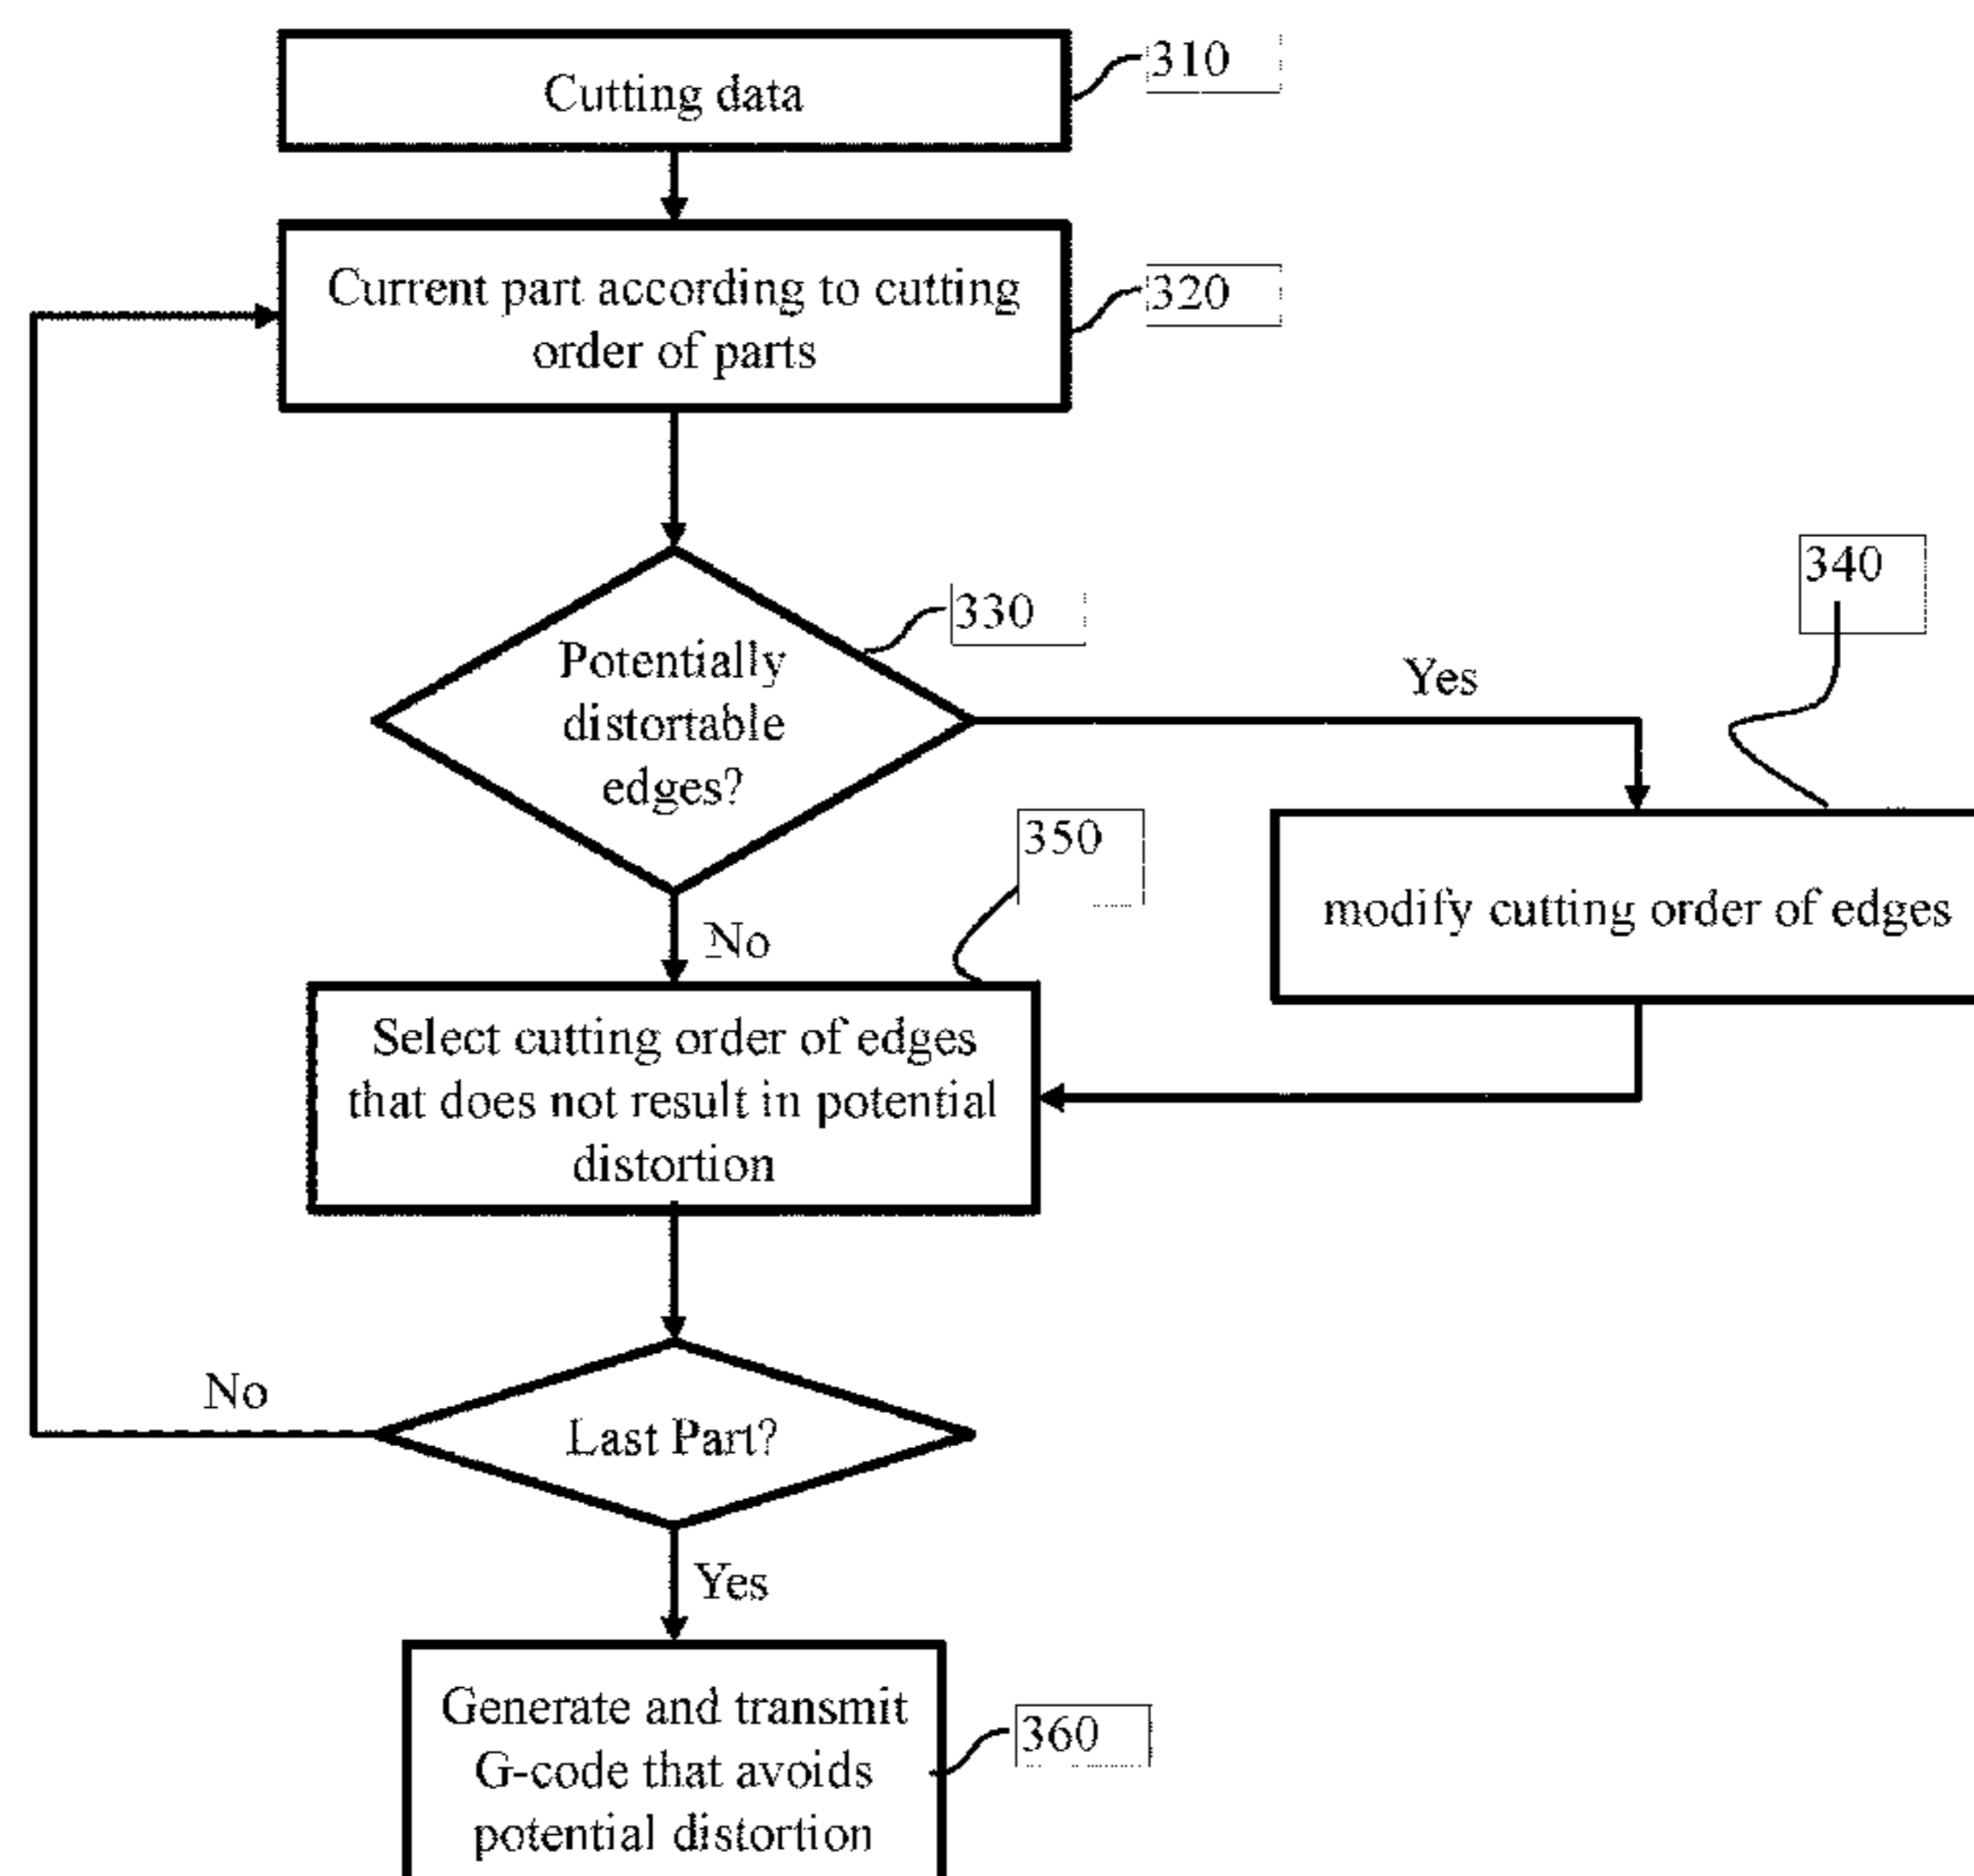 Cutting data
310
Current part according to cutting
order of parts
320
Potentially
distortable
edges?
330
Yes
340
modify cutting order of edges
No
350
Select cutting order of edges
that does not result in potential
distortion
Last Part?
No
Yes
Generate and transmit
G-code that avoids
potential distortion
360